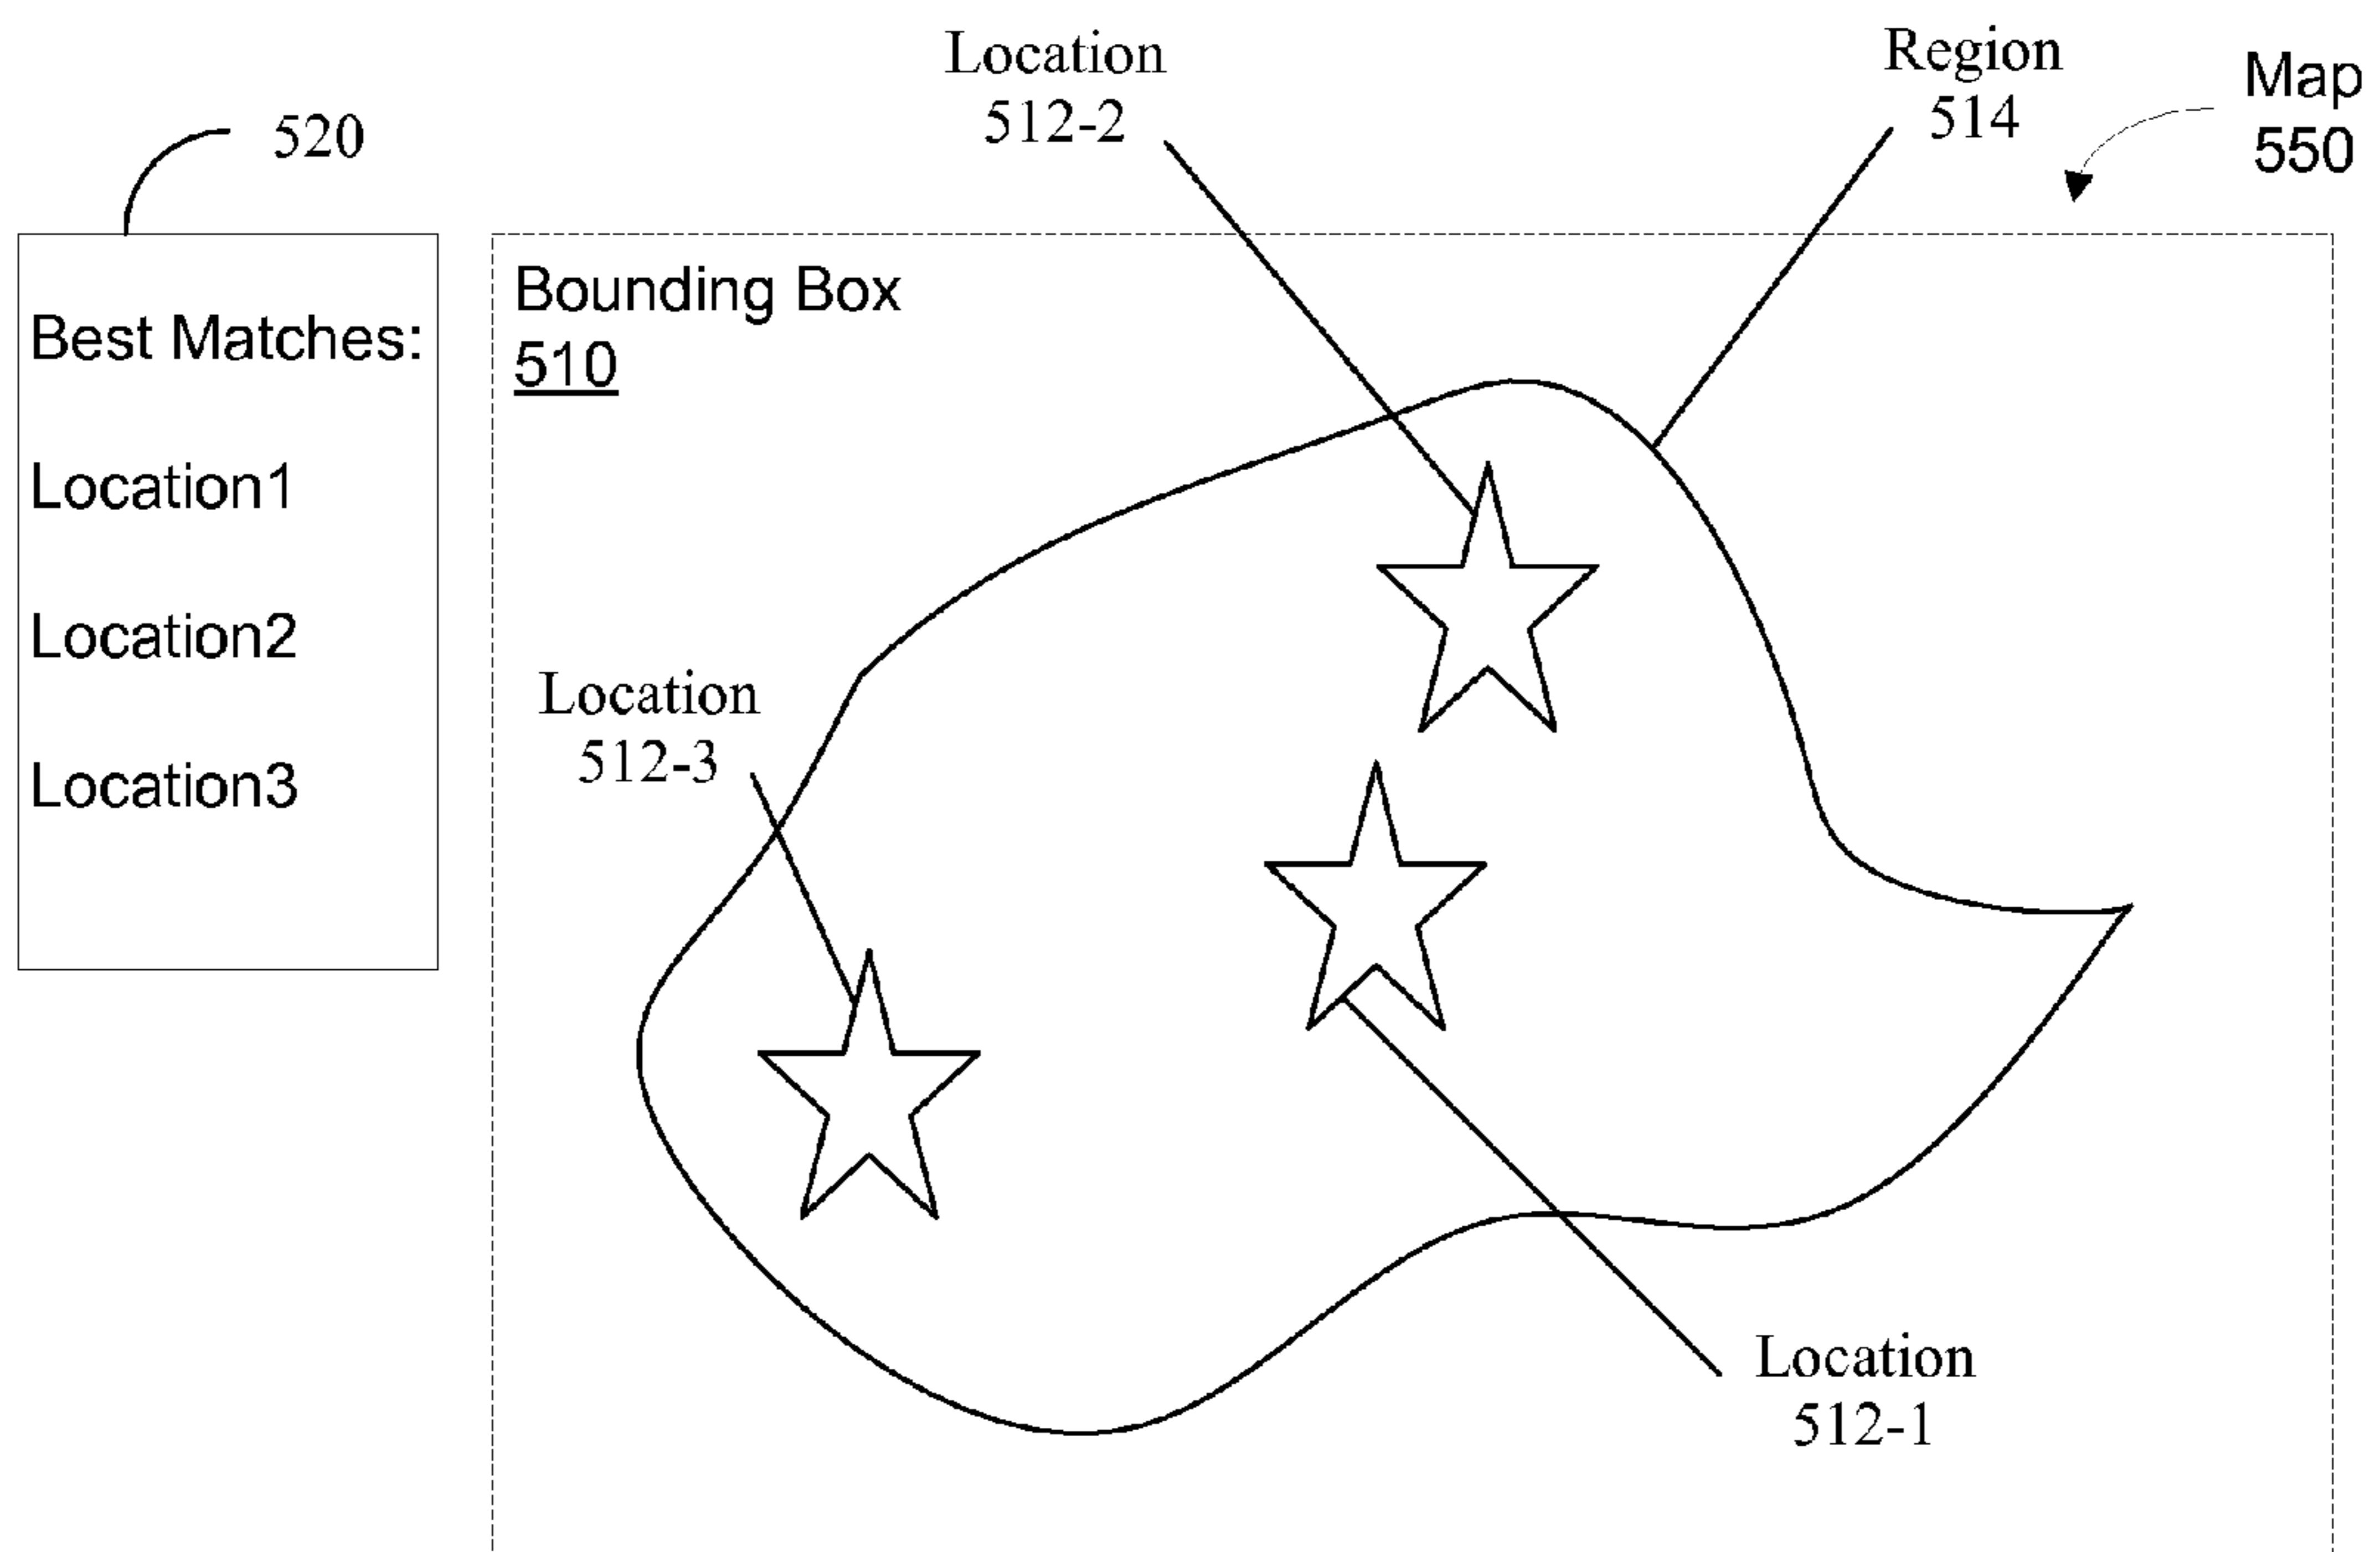 Location
512-2
Region
514
Map
550
520
Best Matches:
Location1
Location2
Location3
Bounding Box
510
Location
512-3
Location
512-1